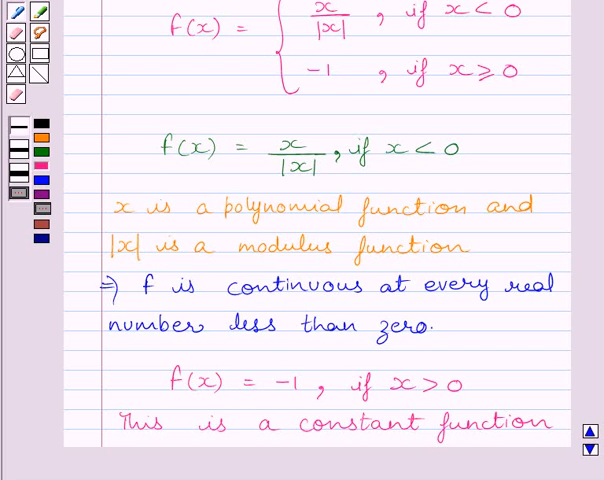 f(x) = { x/|x| , if x < 0
-1 , if x ≥ 0
f(x) = x/|x| , if x < 0
x is a polynomial function and
|x| is a modulus function
⇒ f is continuous at every real
number less than zero.
f(x) = -1 , if x > 0
This is a constant function